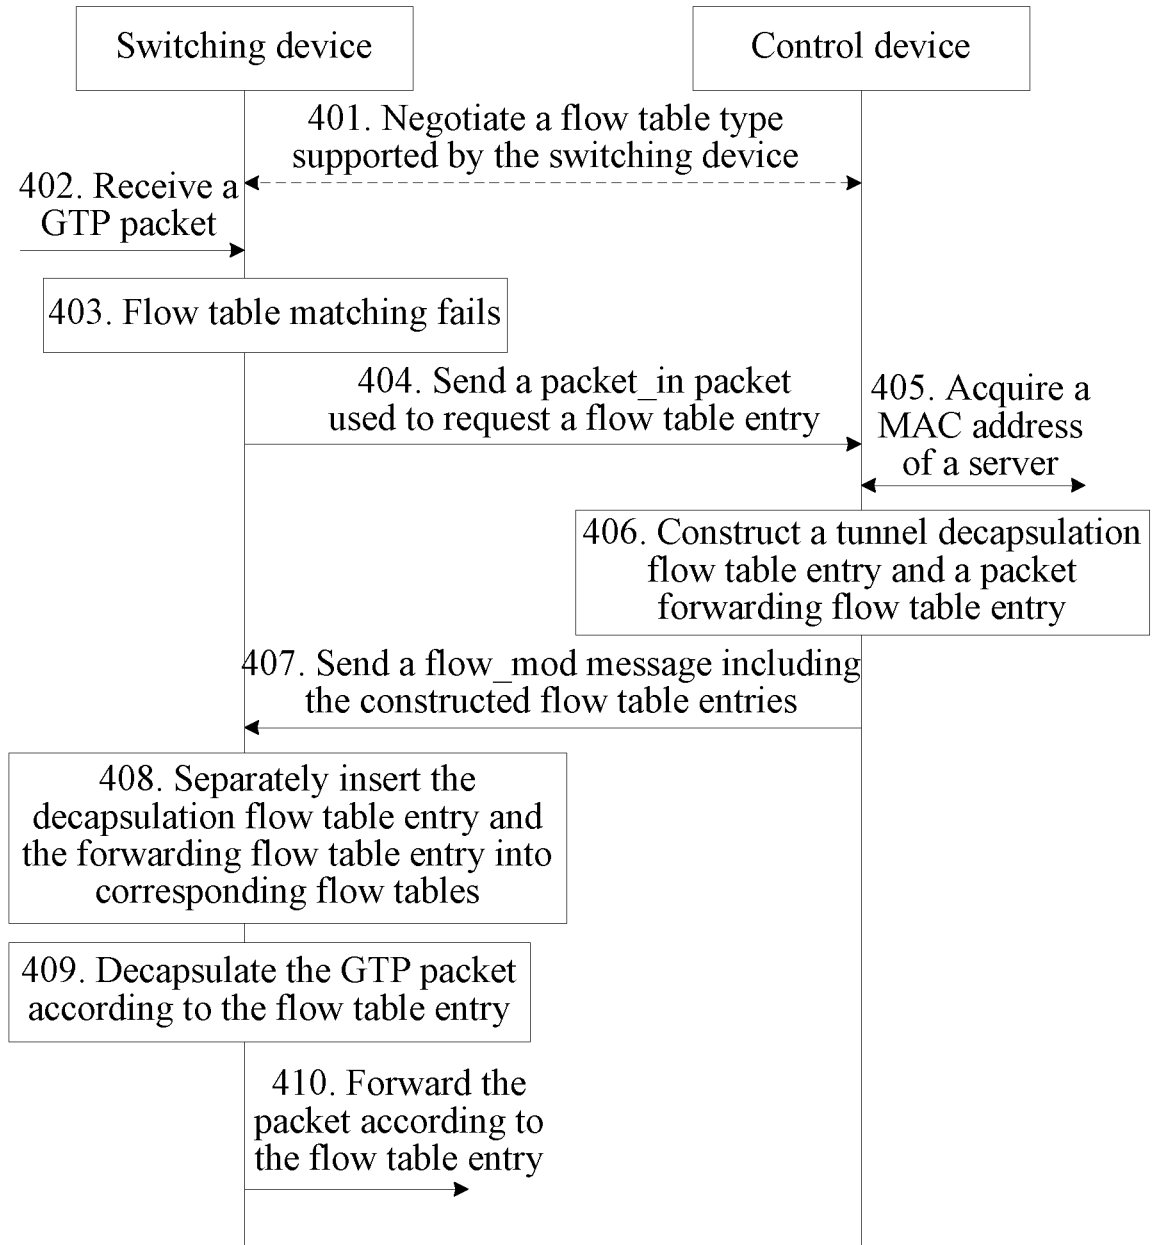 Switching device
Control device
401. Negotiate a flow table type
supported by the switching device
402. Receive a
GTP packet
403. Flow table matching fails
404. Send a packet_in packet
used to request a flow table entry
405. Acquire a
MAC address
of a server
406. Construct a tunnel decapsulation
flow table entry and a packet
forwarding flow table entry
407. Send a flow_mod message including
the constructed flow table entries
408. Separately insert the
decapsulation flow table entry and
the forwarding flow table entry into
corresponding flow tables
409. Decapsulate the GTP packet
according to the flow table entry
410. Forward the
packet according to
the flow table entry